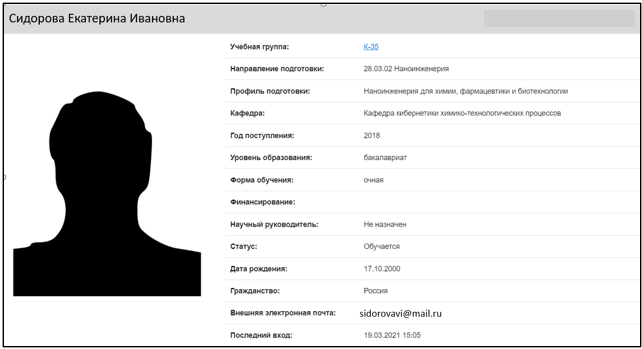 Сидорова Екатерина Ивановна
Учебная группа: К-35
Направление подготовки: 28.03.02 Наноинженерия
Профиль подготовки: Наноинженерия для химии, фармацевтики и биотехнологии
Кафедра: Кафедра кибернетики химико-технологических процессов
Год поступления: 2018
Уровень образования: бакалавриат
Форма обучения: очная
Финансирование:
Научный руководитель: Не назначен
Статус: Обучается
Дата рождения: 17.10.2000
Гражданство: Россия
Внешняя электронная почта: sidorovavi@mail.ru
Последний вход: 19.03.2021 15:05